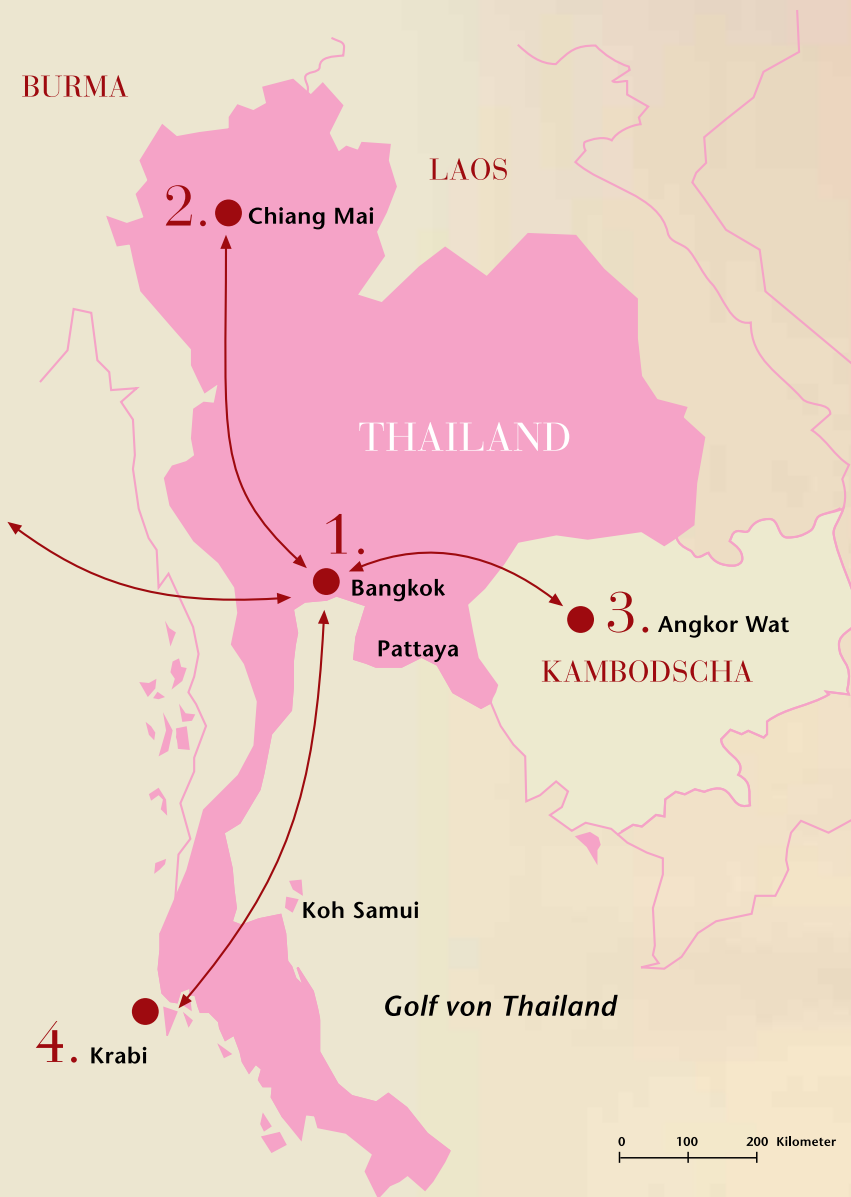 BURMA
LAOS
2. Chiang Mai
THAILAND
1.
Bangkok
3. Angkor Wat
Pattaya
KAMBODSCHA
Koh Samui
Golf von Thailand
4. Krabi
0 100 200 Kilometer